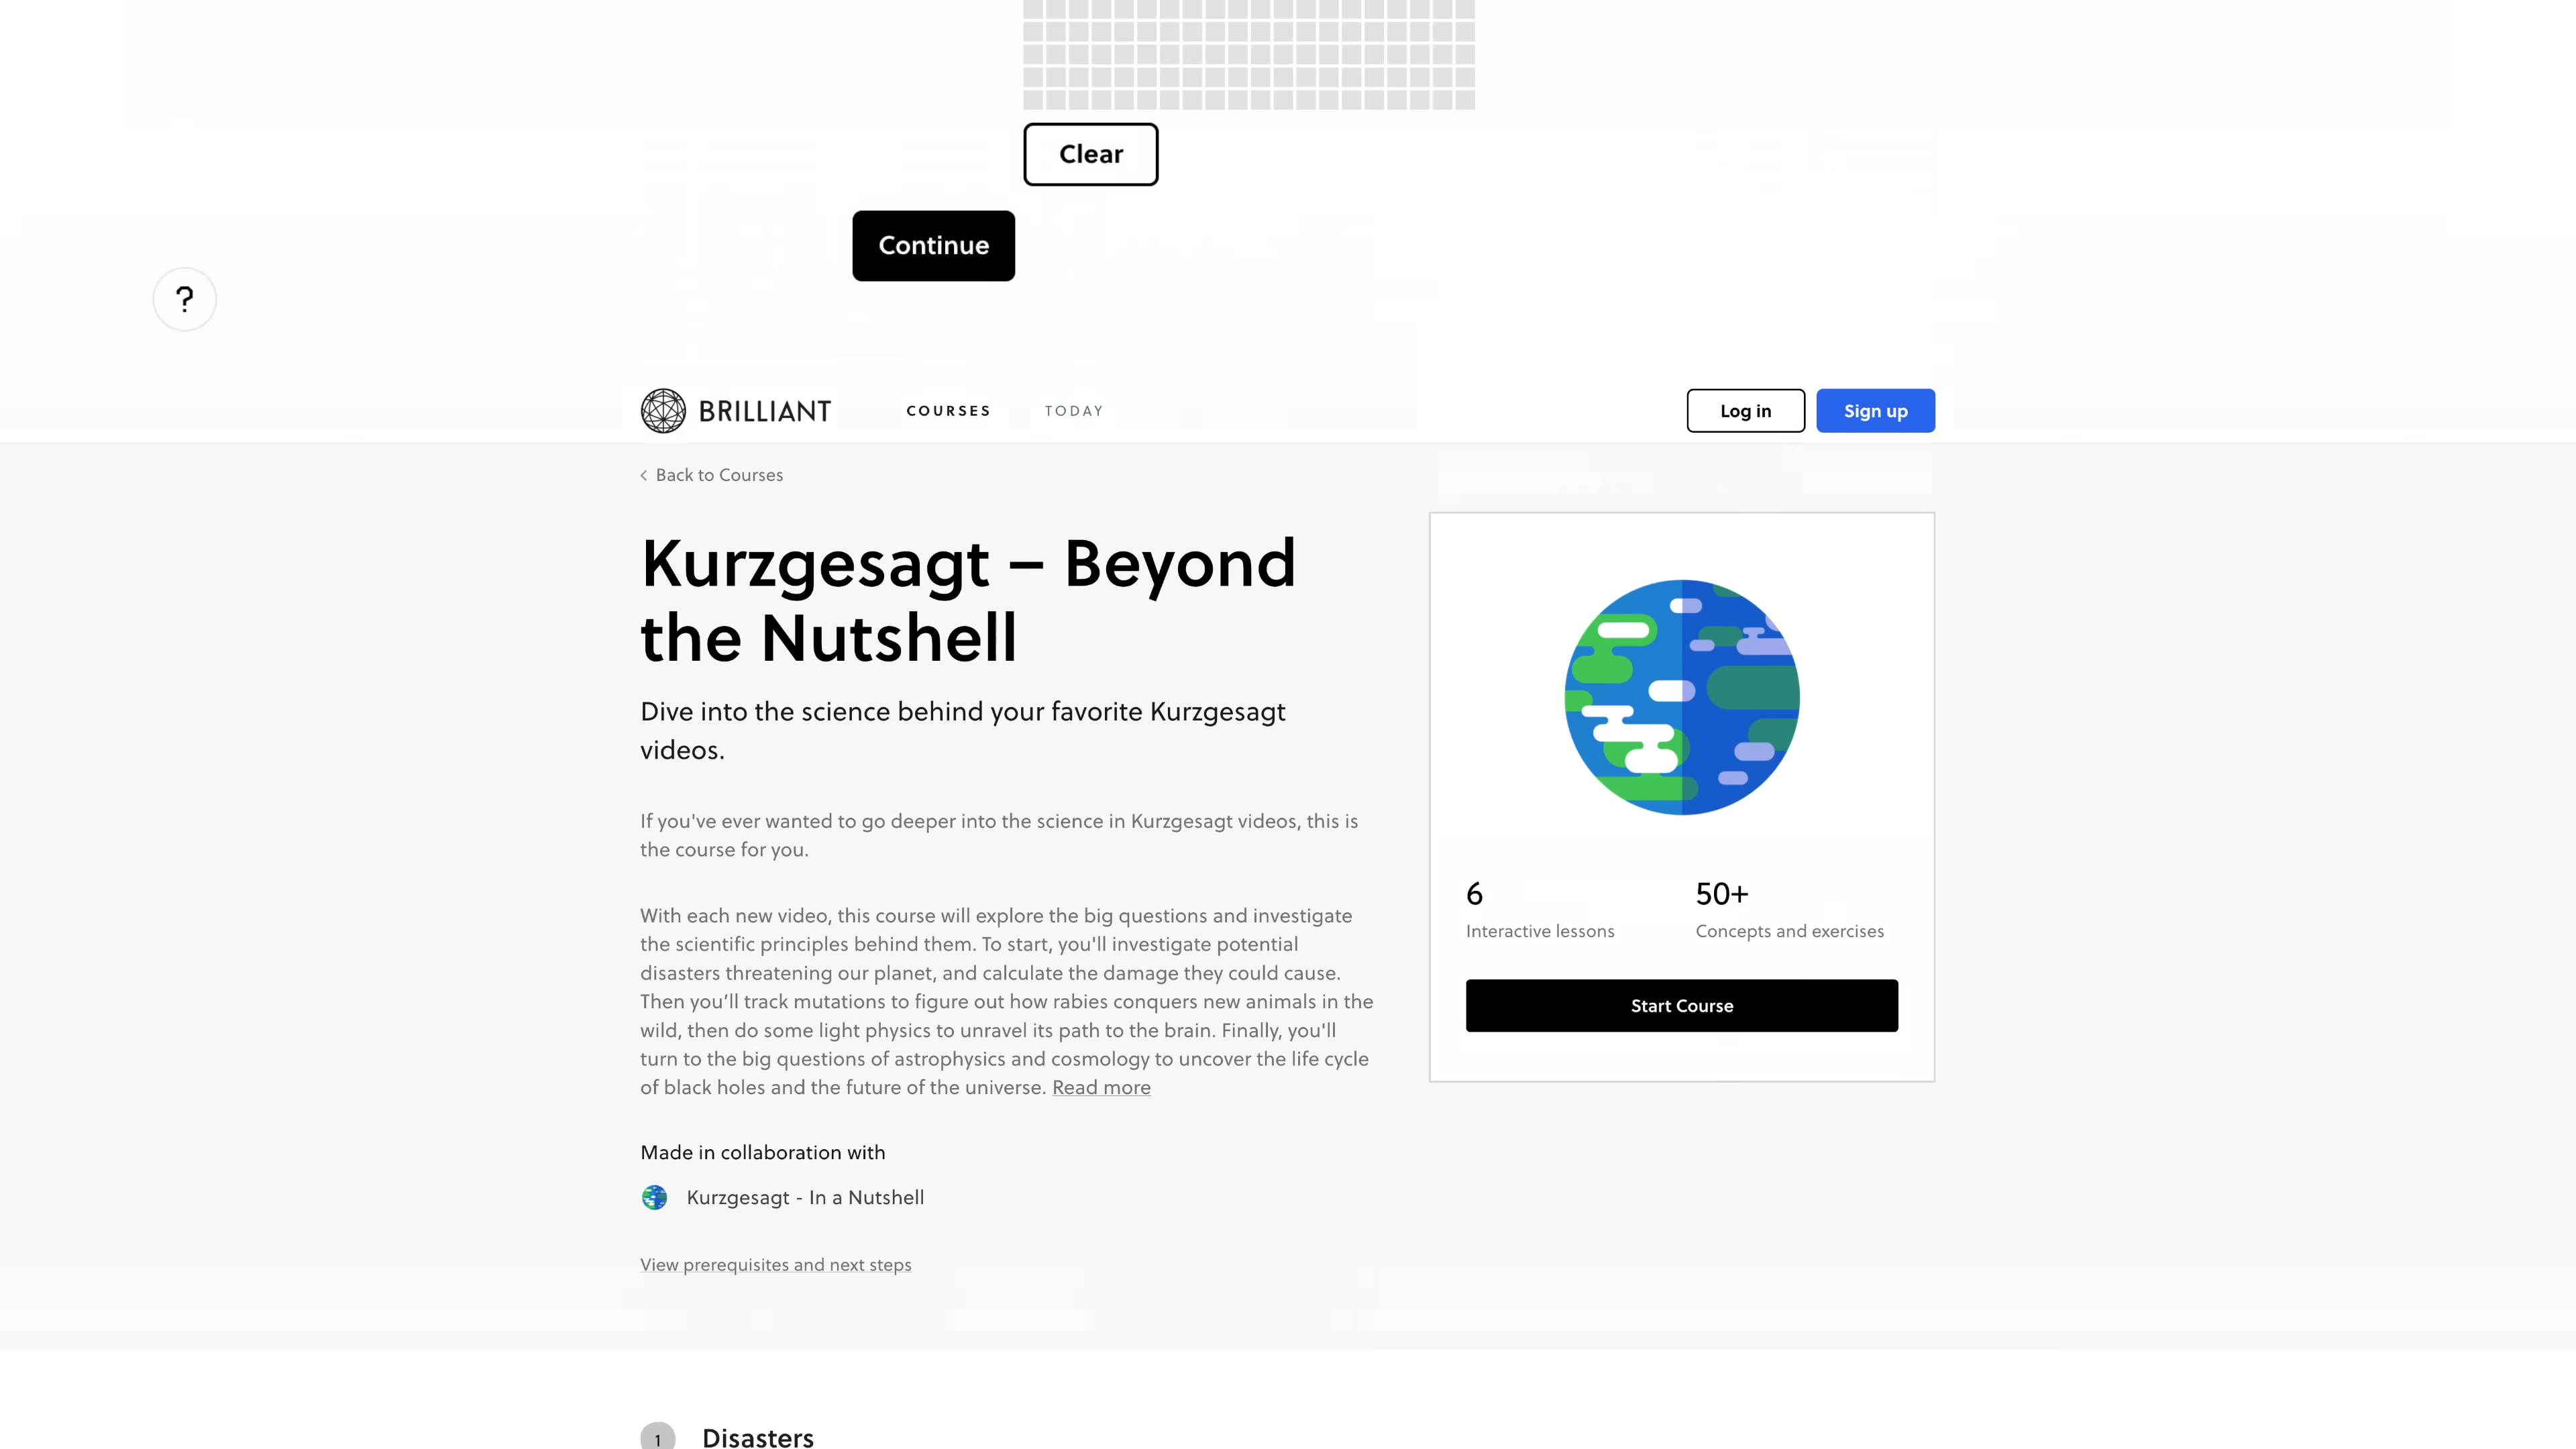 Clear
Continue
?
BRILLIANT
COURSES
TODAY
Log in
Sign up
Back to Courses
Kurzgesagt – Beyond
the Nutshell
Dive into the science behind your favorite Kurzgesagt
videos.
If you've ever wanted to go deeper into the science in Kurzgesagt videos, this is
the course for you.
With each new video, this course will explore the big questions and investigate
the scientific principles behind them. To start, you'll investigate potential
disasters threatening our planet, and calculate the damage they could cause.
Then you’ll track mutations to figure out how rabies conquers new animals in the
wild, then do some light physics to unravel its path to the brain. Finally, you'll
turn to the big questions of astrophysics and cosmology to uncover the life cycle
of black holes and the future of the universe. Read more
Made in collaboration with
Kurzgesagt - In a Nutshell
View prerequisites and next steps
6
Interactive lessons
50+
Concepts and exercises
Start Course
1
Disasters